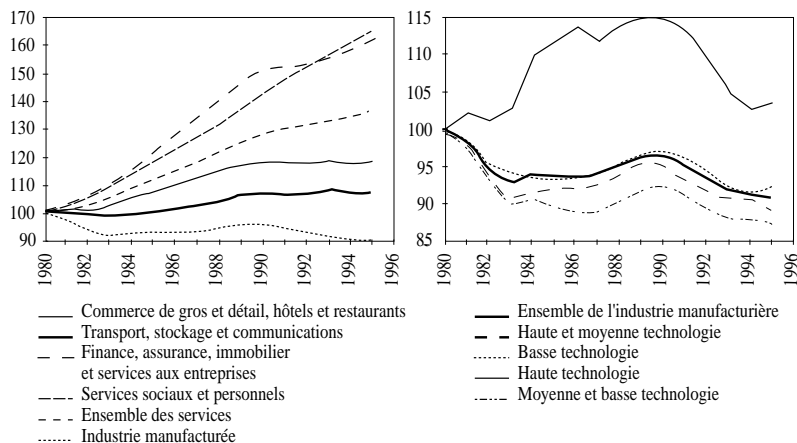 170
160
150
140
130
120
110
100
90
1980
1982
1984
1986
1988
1990
1992
1994
1996
Commerce de gros et détail, hôtels et restaurants
Transport, stockage et communications
Finance, assurance, immobilier
et services aux entreprises
Services sociaux et personnels
Ensemble des services
Industrie manufacturée
115
110
105
100
95
90
85
1980
1982
1984
1986
1988
1990
1992
1994
1996
Ensemble de l'industrie manufacturière
Haute et moyenne technologie
Basse technologie
Haute technologie
Moyenne et basse technologie